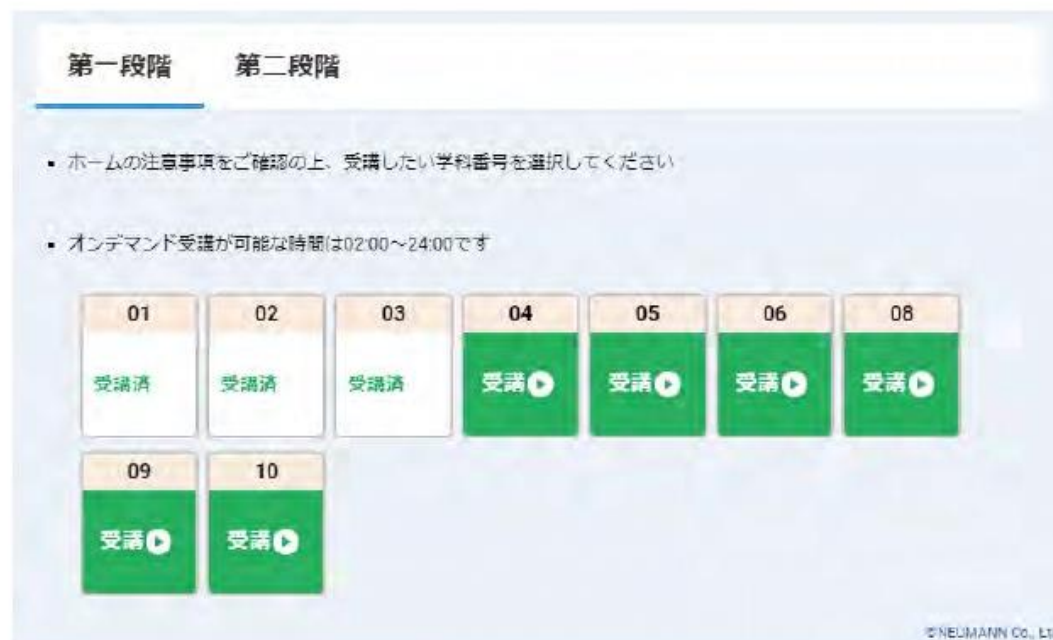 第一段階 第二段階
▪ ホームの注意事項をご確認の上、受講したい学科番号を選択してください
▪ オンデマンド受講が可能な時間は02:00～24:00です
01 02 03 04 05 06 08
受講済 受講済 受講済 受講 受講 受講 受講
09 10
受講 受講
©NEUMANN Co., Lt